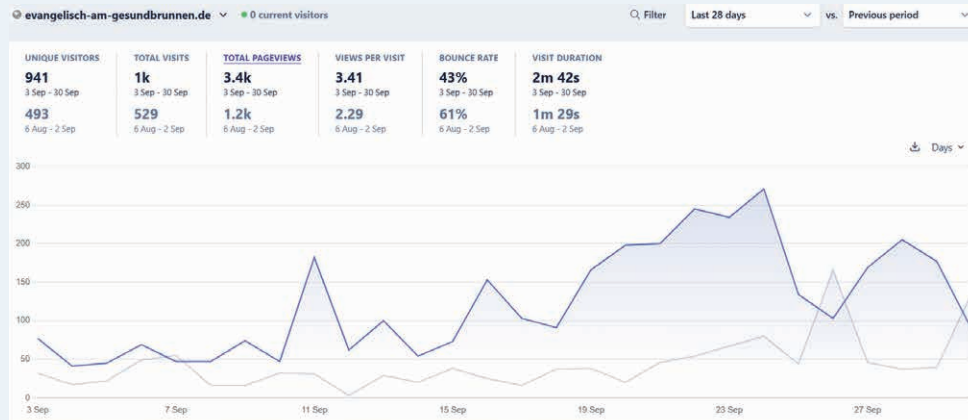 evangelisch-am-gesundbrunnen.de 0 current visitors Filter Last 28 days vs. Previous period
UNIQUE VISITORS TOTAL VISITS TOTAL PAGEVIEWS VIEWS PER VISIT BOUNCE RATE VISIT DURATION
941 1k 3.4k 3.41 43% 2m 42s
3 Sep - 30 Sep 3 Sep - 30 Sep 3 Sep - 30 Sep 3 Sep - 30 Sep 3 Sep - 30 Sep 3 Sep - 30 Sep
493 529 1.2k 2.29 61% 1m 29s
6 Aug - 2 Sep 6 Aug - 2 Sep 6 Aug - 2 Sep 6 Aug - 2 Sep 6 Aug - 2 Sep 6 Aug - 2 Sep
Days
300
250
200
150
100
50
0
3 Sep 7 Sep 11 Sep 15 Sep 19 Sep 23 Sep 27 Sep